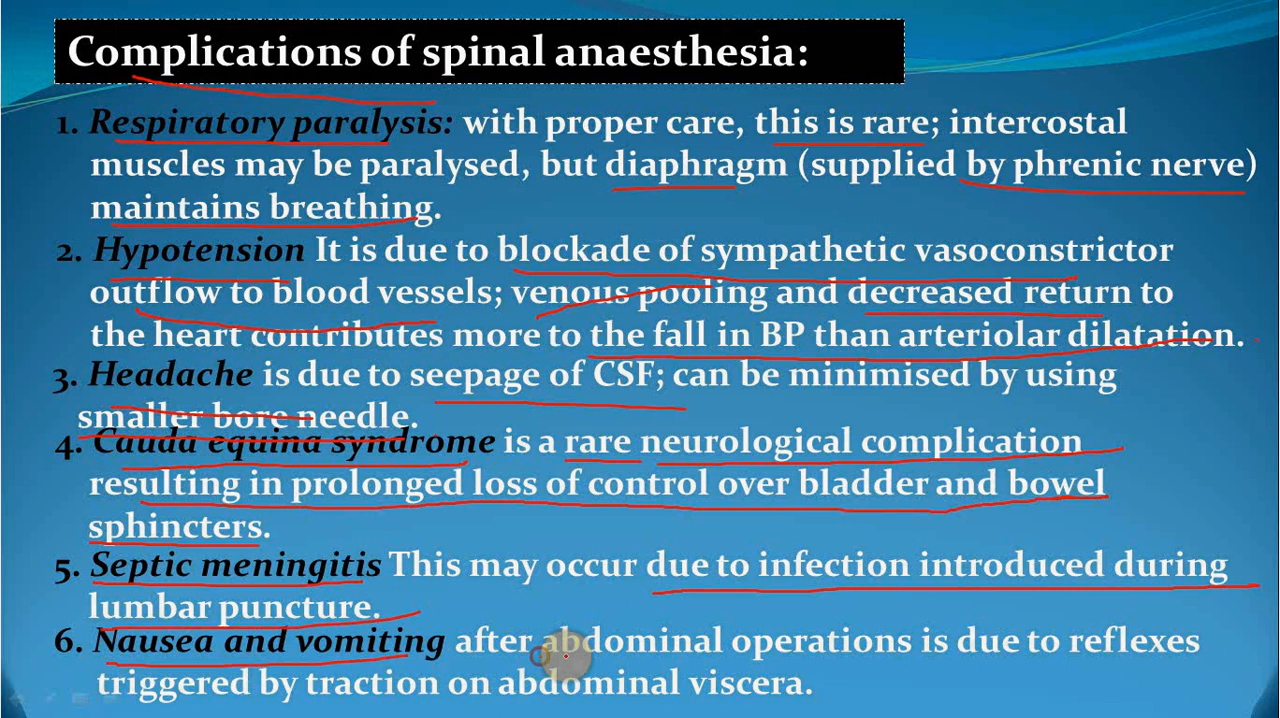 Complications of spinal anaesthesia:
1. Respiratory paralysis: with proper care, this is rare; intercostal
muscles may be paralysed, but diaphragm (supplied by phrenic nerve)
maintains breathing.
2. Hypotension It is due to blockade of sympathetic vasoconstrictor
outflow to blood vessels; venous pooling and decreased return to
the heart contributes more to the fall in BP than arteriolar dilatation.
3. Headache is due to seepage of CSF; can be minimised by using
smaller bore needle.
4. Cauda equina syndrome is a rare neurological complication
resulting in prolonged loss of control over bladder and bowel
sphincters.
5. Septic meningitis This may occur due to infection introduced during
lumbar puncture.
6. Nausea and vomiting after abdominal operations is due to reflexes
triggered by traction on abdominal viscera.